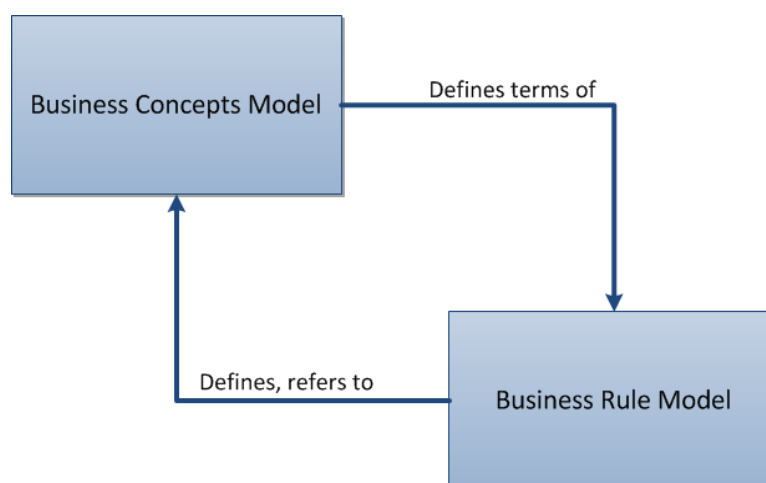 Business Concepts Model
Defines terms of
Defines, refers to
Business Rule Model